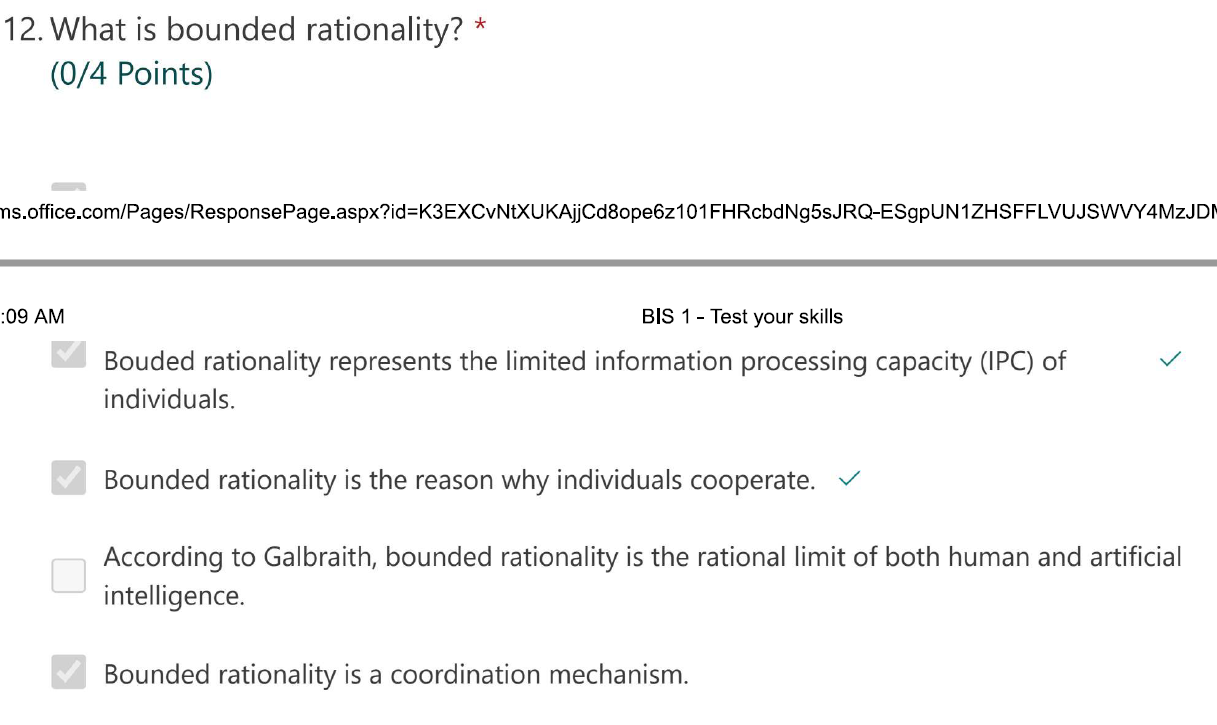 12. What is bounded rationality? *
(0/4 Points)
ms.office.com/Pages/ResponsePage.aspx?id=K3EXCvNtXUKAjjCd8ope6z101FHRcbdNg5sJRQ-ESgpUN1ZHSFFLVUJSWVY4MzJDM
:09 AM BIS 1 - Test your skills
Bouded rationality represents the limited information processing capacity (IPC) of
individuals.
Bounded rationality is the reason why individuals cooperate.
According to Galbraith, bounded rationality is the rational limit of both human and artificial
intelligence.
Bounded rationality is a coordination mechanism.